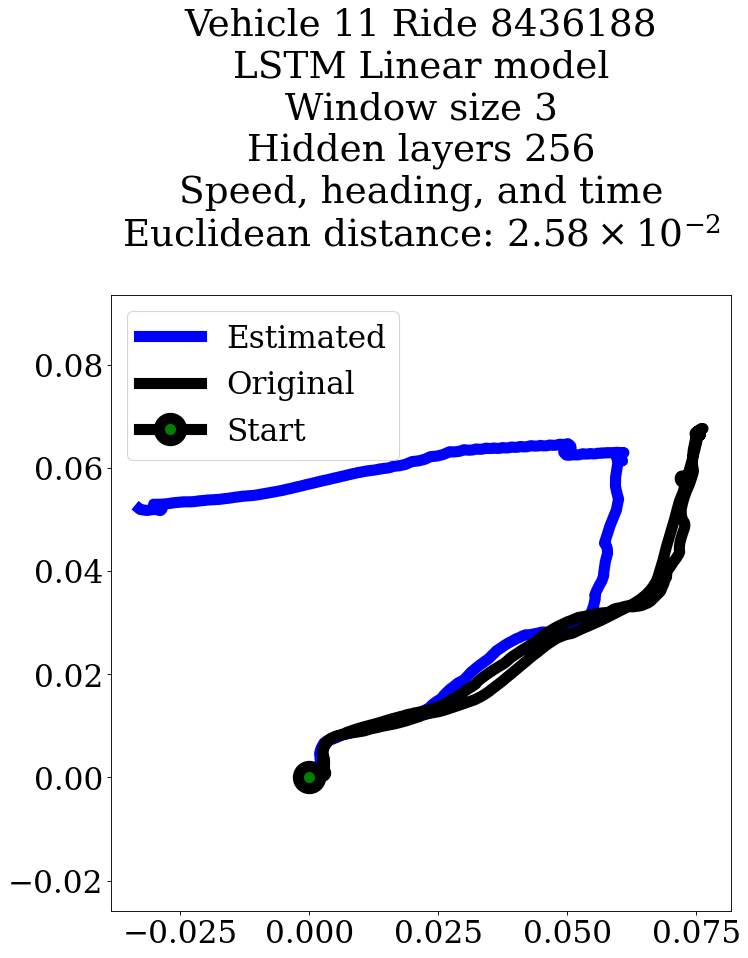 Vehicle 11 Ride 8436188
LSTM Linear model
Window size 3
Hidden layers 256
Speed, heading, and time
Euclidean distance: 2.58 × 10⁻²
Estimated
Original
Start
0.08
0.06
0.04
0.02
0.00
−0.02
−0.025 0.000 0.025 0.050 0.075